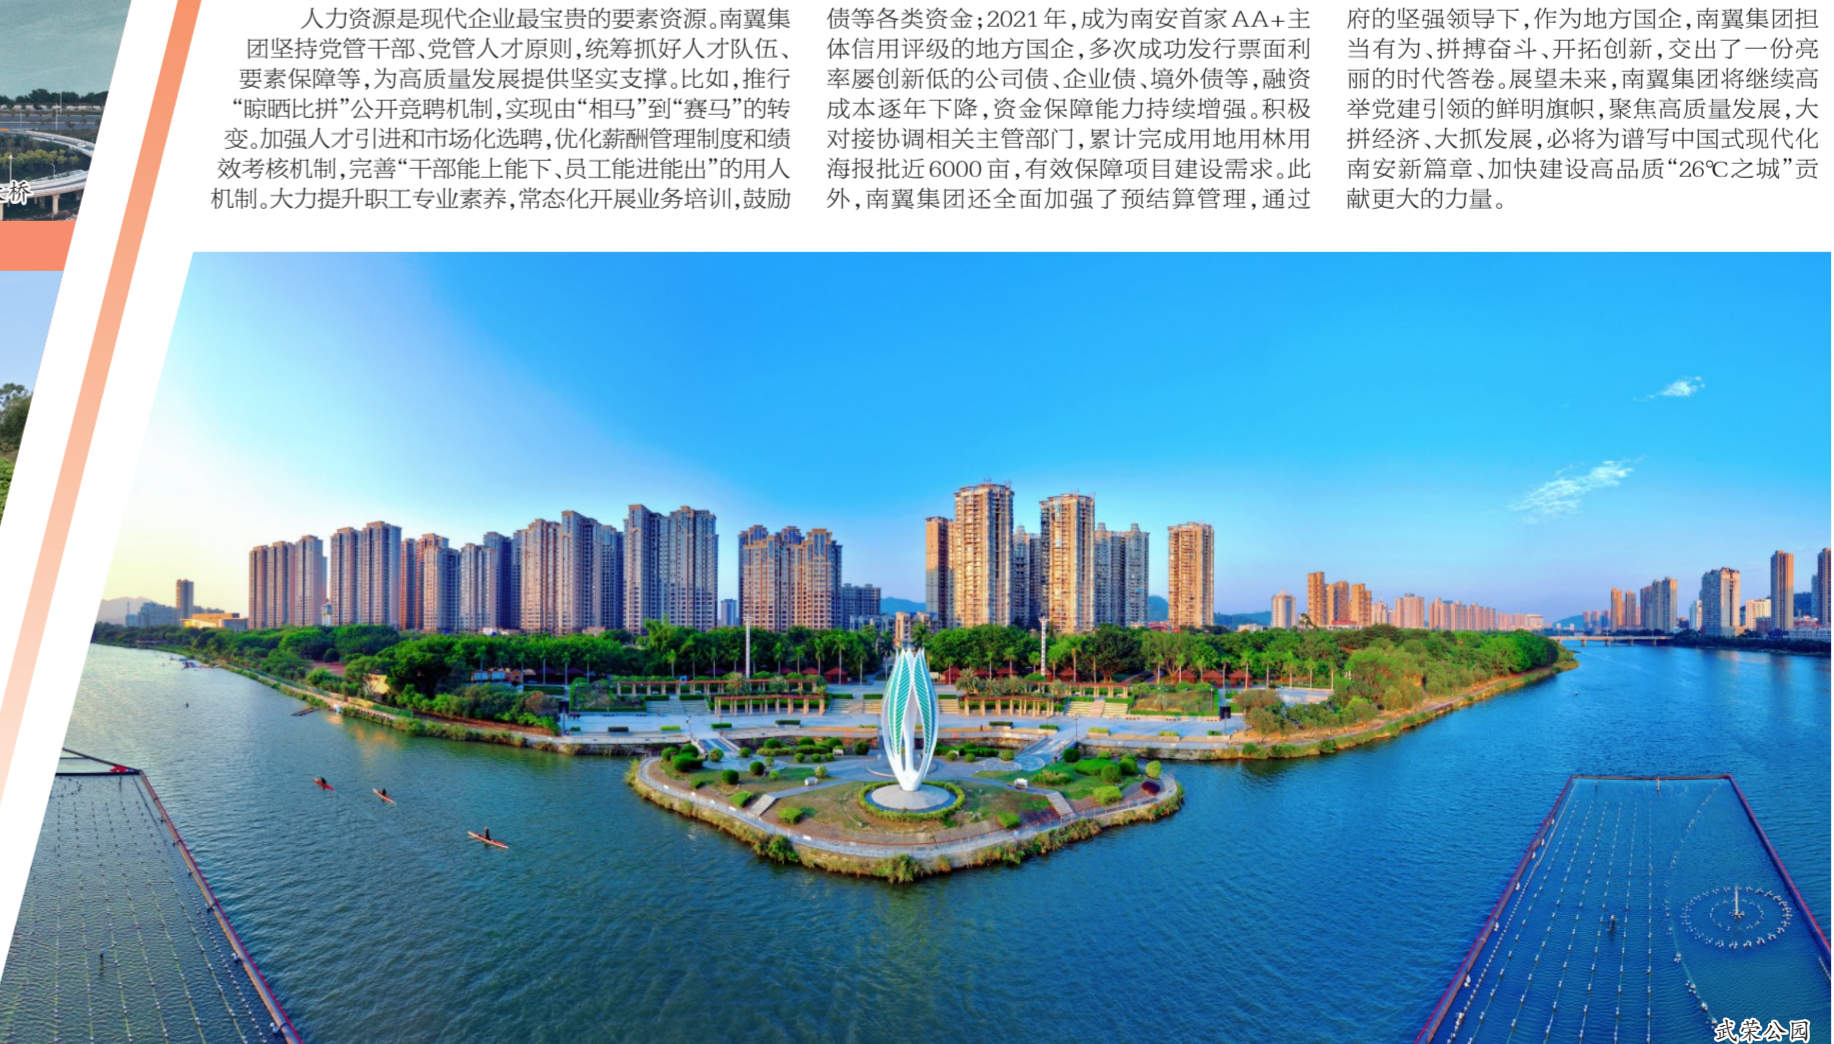 人力资源是现代企业最宝贵的要素资源。南翼集
团坚持党管干部、党管人才原则，统筹抓好人才队伍、
要素保障等，为高质量发展提供坚实支撑。比如，推行
“晾晒比拼”公开竞聘机制，实现由“相马”到“赛马”的转
变。加强人才引进和市场化选聘，优化薪酬管理制度和绩
效考核机制，完善“干部能上能下、员工能进能出”的用人
机制。大力提升职工专业素养，常态化开展业务培训，鼓励
债等各类资金；2021年，成为南安首家AA+主
体信用评级的地方国企，多次成功发行票面利
率屡创新低的公司债、企业债、境外债等，融资
成本逐年下降，资金保障能力持续增强。积极
对接协调相关主管部门，累计完成用地用林用
海报批近6000亩，有效保障项目建设需求。此
外，南翼集团还全面加强了预结算管理，通过
府的坚强领导下，作为地方国企，南翼集团担
当有为、拼搏奋斗、开拓创新，交出了一份亮
丽的时代答卷。展望未来，南翼集团将继续高
举党建引领的鲜明旗帜，聚焦高质量发展，大
拼经济、大抓发展，必将为谱写中国式现代化
南安新篇章、加快建设高品质“26℃之城”贡
献更大的力量。
桥
武荣公园